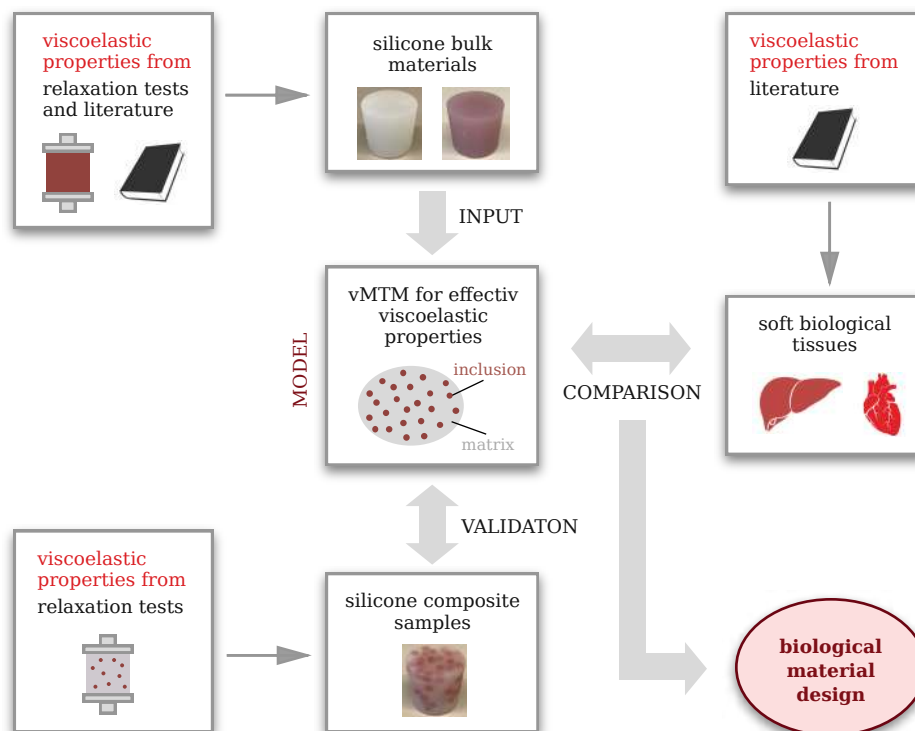 viscoelastic
properties from
relaxation tests
and literature
silicone bulk
materials
viscoelastic
properties from
literature
INPUT
MODEL
vMTM for effectiv
viscoelastic
properties
inclusion
matrix
COMPARISON
soft biological
tissues
VALIDATON
viscoelastic
properties from
relaxation tests
silicone composite
samples
biological
material
design